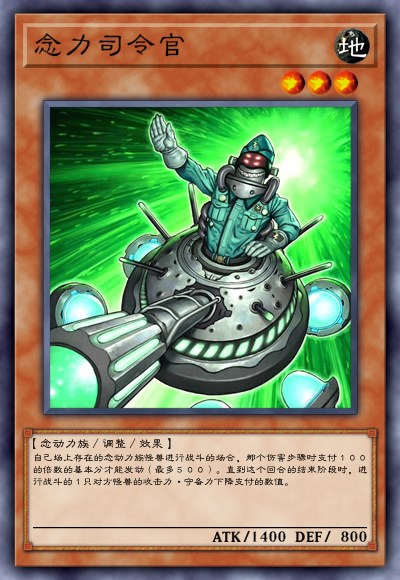 念力司令官
地
【念动力族／调整／效果】
自己场上存在的念动力族怪兽进行战斗的场合，那个伤害步骤时支付１００
的倍数的基本分才能发动（最多５００）。直到这个回合的结束阶段时，进
行战斗的１只对方怪兽的攻击力·守备力下降支付的数值。
ATK/1400 DEF/ 800